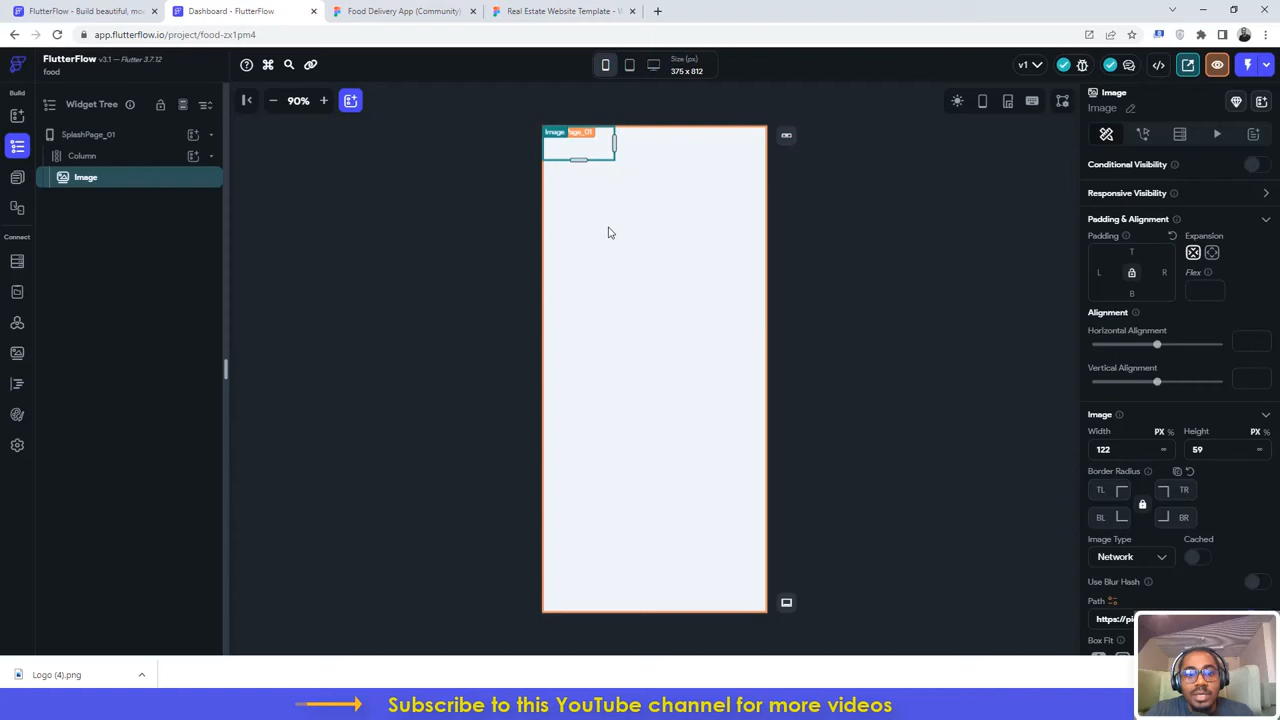 FlutterFlow - Build beautiful, mo
Dashboard - FlutterFlow
Food Delivery App (Community)
Real Estate Website Template - W
app.flutterflow.io/project/food-zx1pm4
FlutterFlow v3.1 — Flutter 3.7.12
food
Size (px)
375 x 812
v1
Build
Widget Tree
90%
Image
Image
SplashPage_01
Column
Image
Image
age_01
Conditional Visibility
Responsive Visibility
Padding & Alignment
Padding
Expansion
T
L
R
B
Flex
Alignment
Horizontal Alignment
Vertical Alignment
Connect
Image
Width
PX %
Height
PX %
122
59
Border Radius
TL
TR
BL
BR
Image Type
Cached
Network
Use Blur Hash
Path
https://pi
Box Fit
Logo (4).png
Subscribe to this YouTube channel for more videos